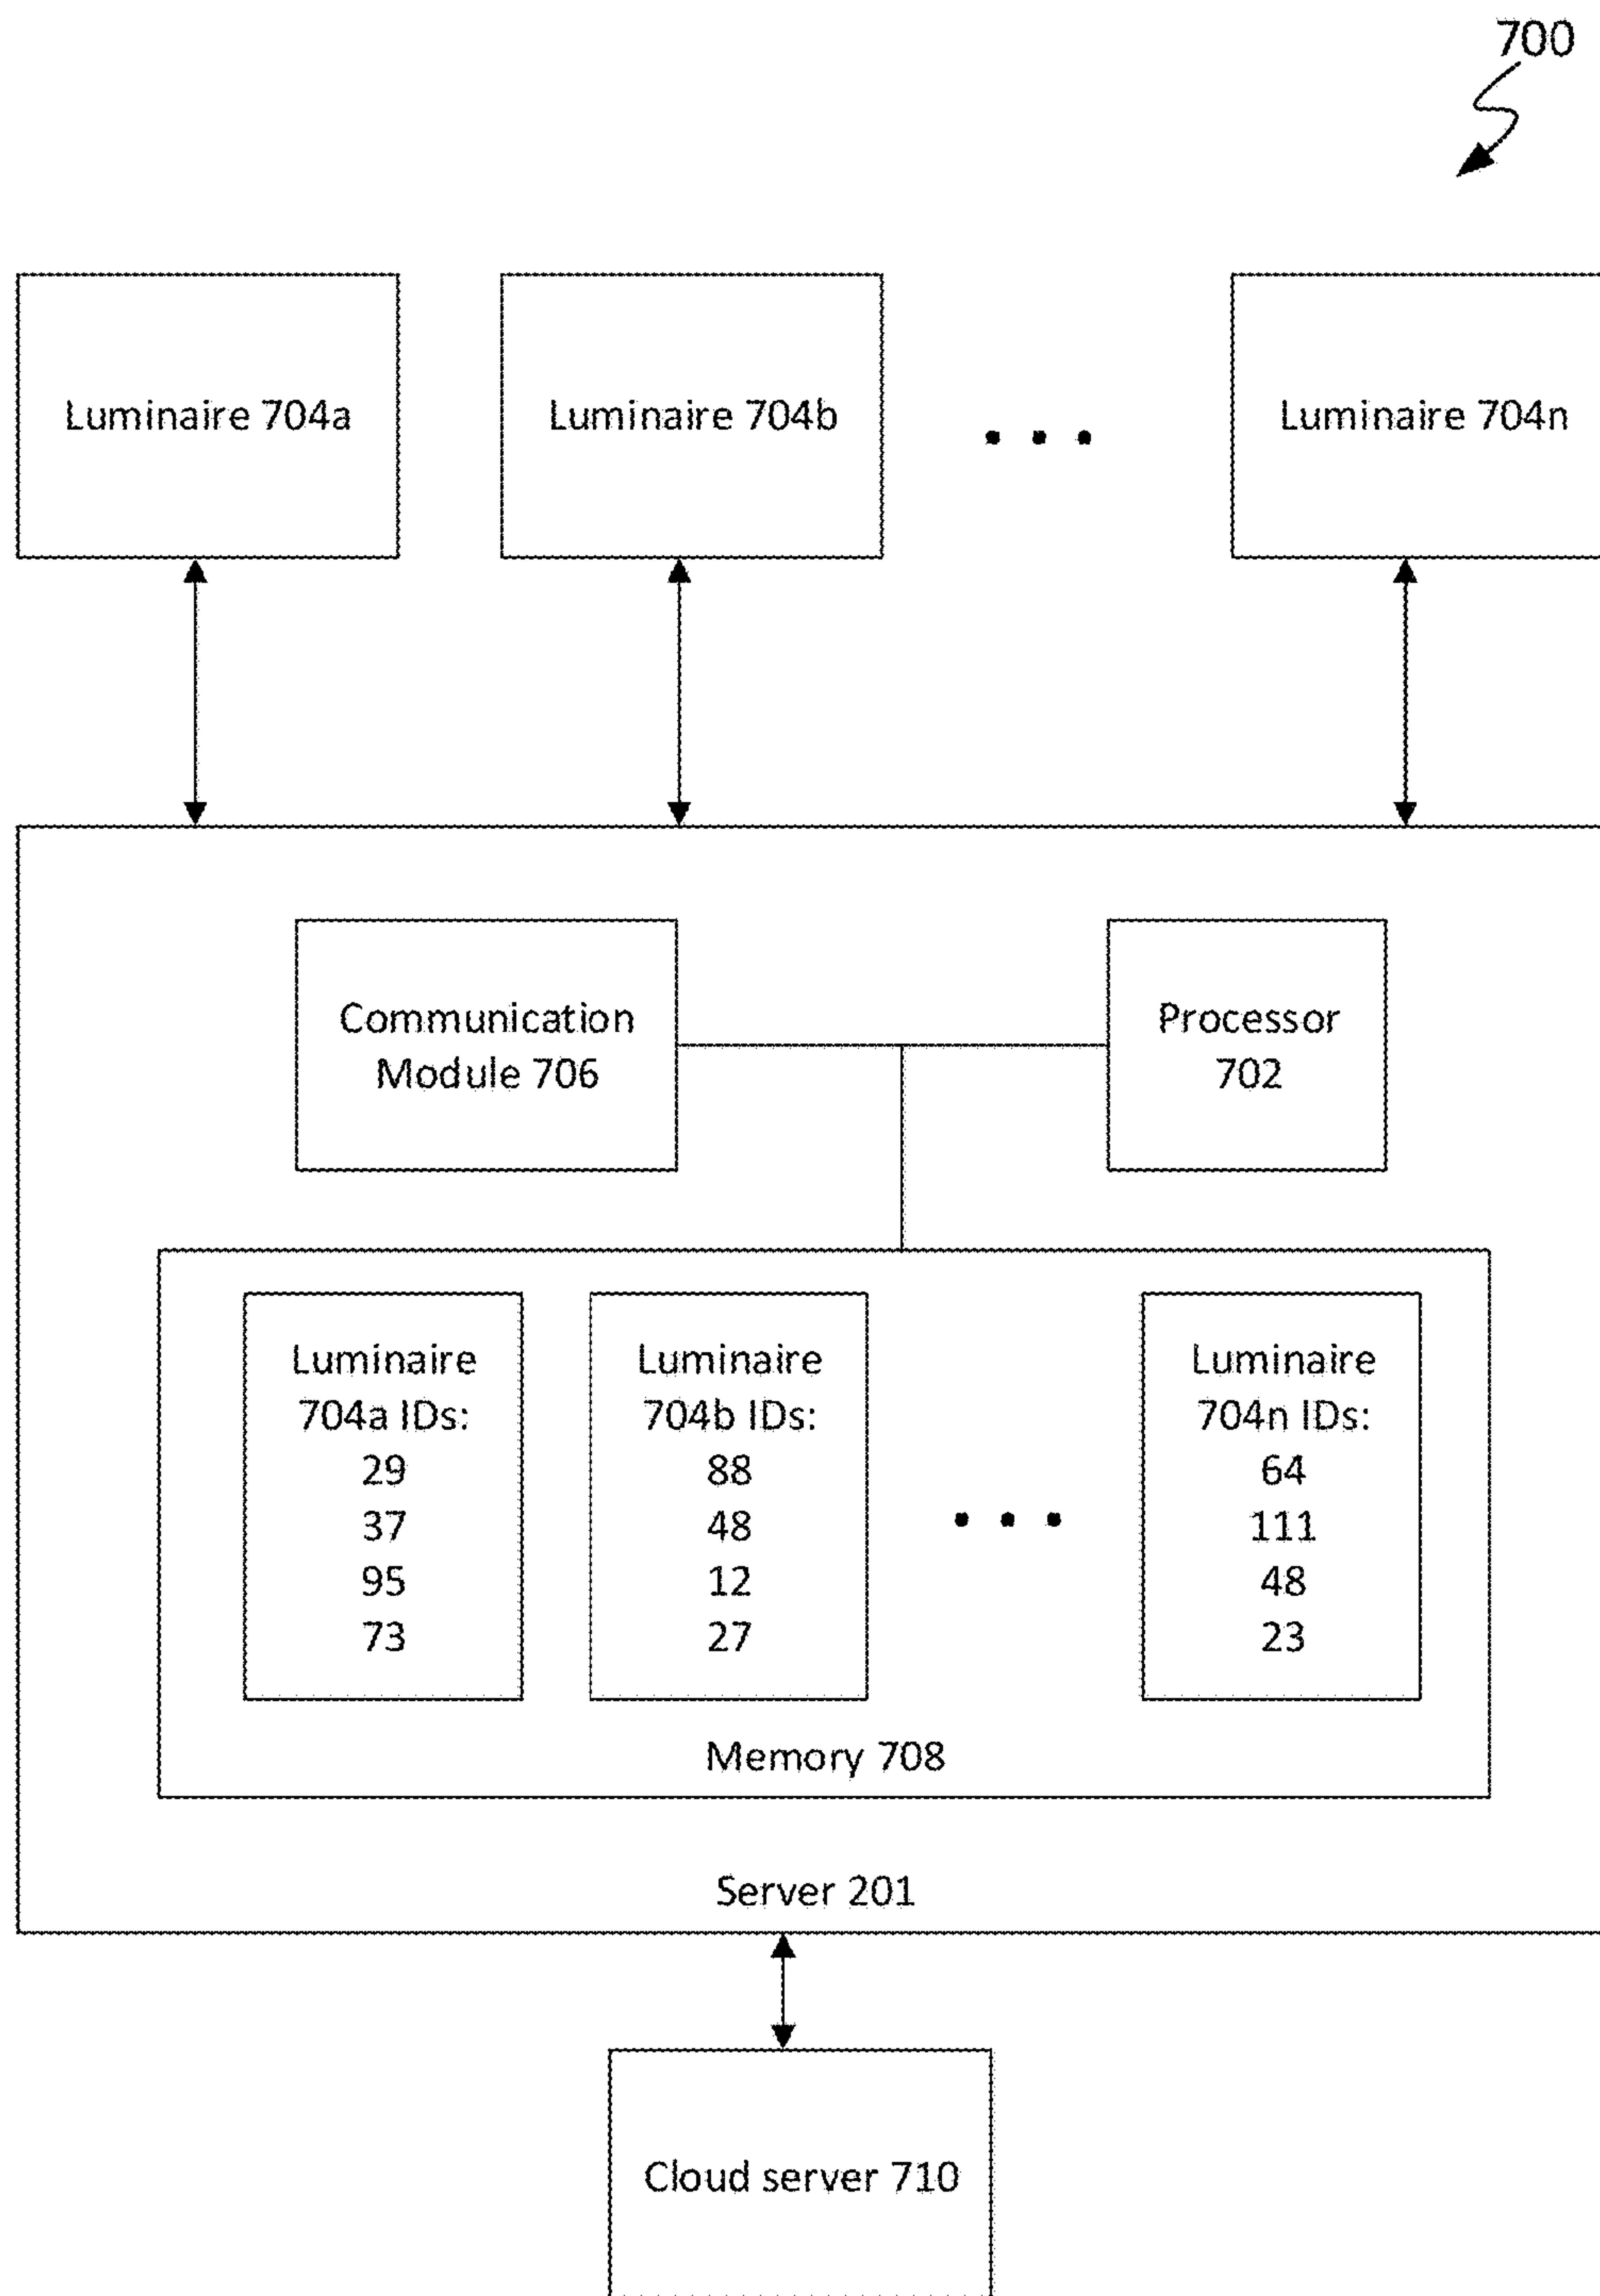 700
Luminaire 704a
Luminaire 704b
Luminaire 704n
Communication
Module 706
Processor
702
Luminaire
704a IDs:
29
37
95
73
Luminaire
704b IDs:
88
48
12
27
Luminaire
704n IDs:
64
111
48
23
Memory 708
Server 201
Cloud server 710